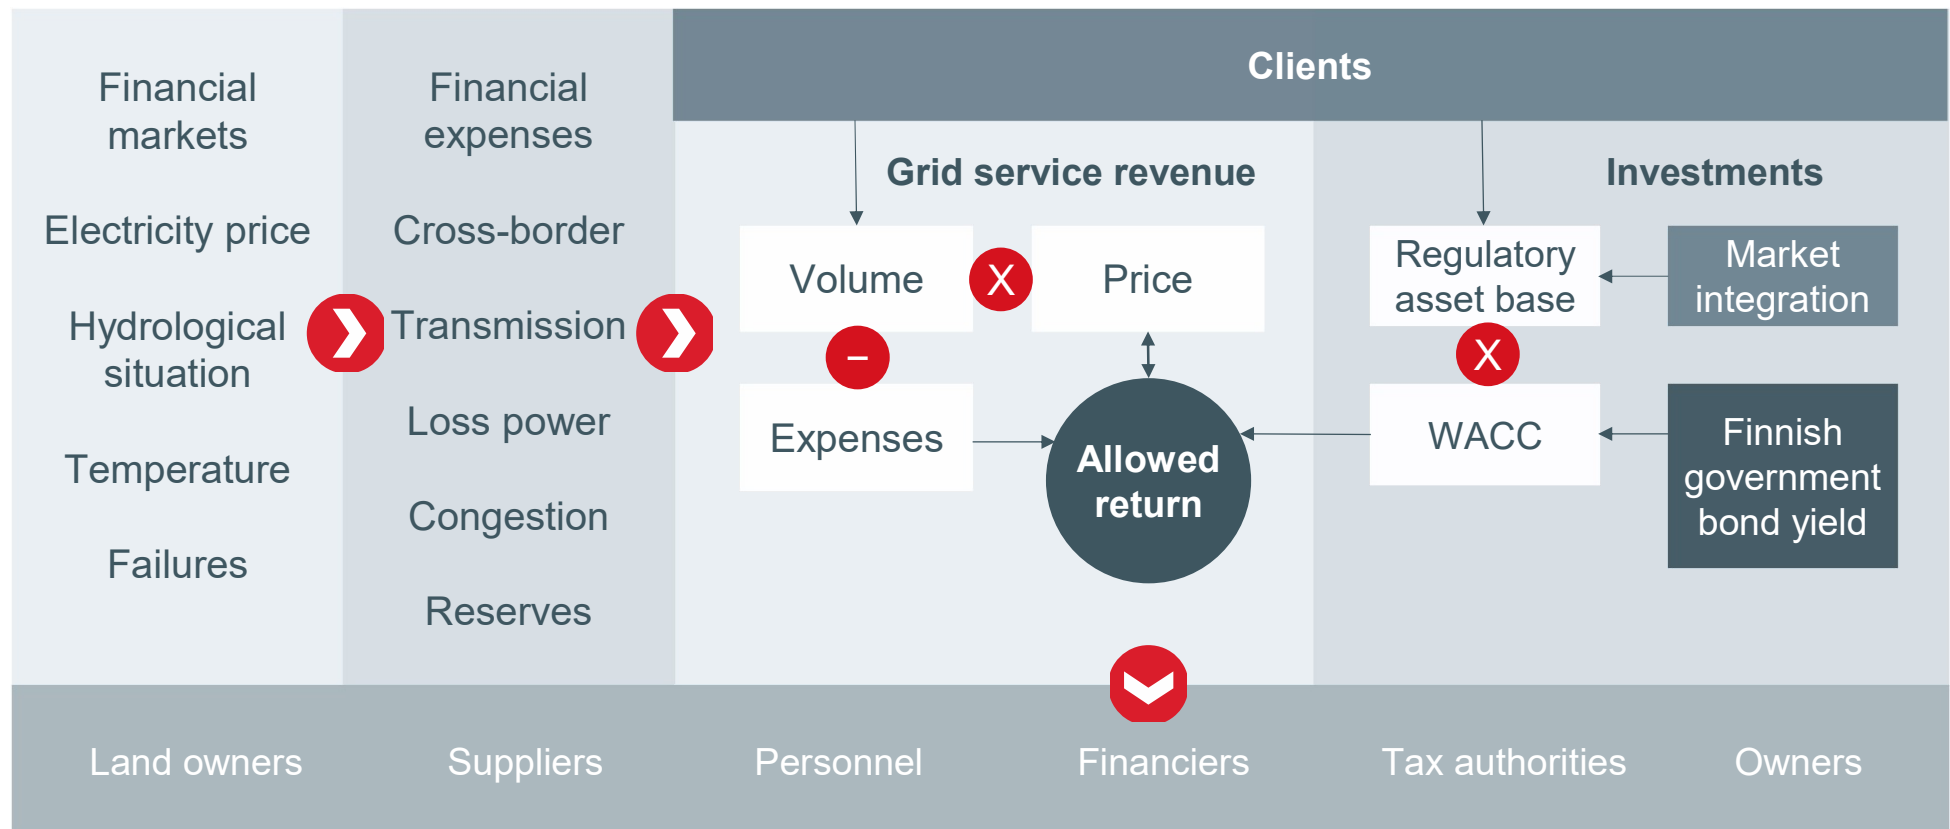 Financial
markets
Electricity price
Hydrological
situation
Temperature
Failures
Financial
expenses
Cross-border
Transmission
Loss power
Congestion
Reserves
Clients
Grid service revenue
Volume
X
Price
–
Expenses
Allowed
return
Investments
Regulatory
asset base
Market
integration
X
WACC
Finnish
government
bond yield
Land owners
Suppliers
Personnel
Financiers
Tax authorities
Owners